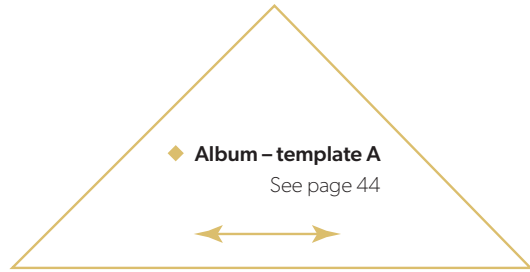 ◆ Album – template A
See page 44